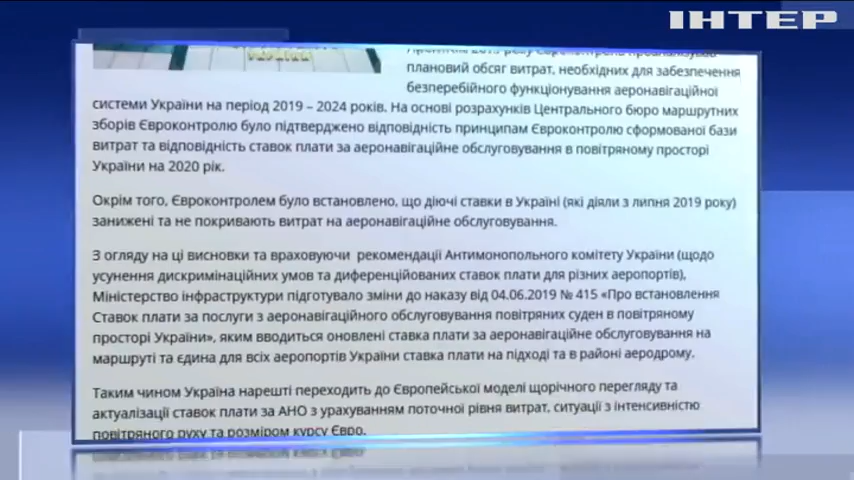 ІНТЕР
плановий обсяг витрат, необхідних для забезпечення
безперебійного функціонування аеронавігаційної
системи України на період 2019 – 2024 років. На основі розрахунків Центрального бюро маршрутних
зборів Євроконтролю було підтверджено відповідність принципам Євроконтролю сформованої бази
витрат та відповідність ставок плати за аеронавігаційне обслуговування в повітряному просторі
України на 2020 рік.
Окрім того, Євроконтролем було встановлено, що діючі ставки в Україні (які діяли з липня 2019 року)
занижені та не покривають витрат на аеронавігаційне обслуговування.
З огляду на ці висновки та враховуючи рекомендації Антимонопольного комітету України (щодо
усунення дискримінаційних умов та диференційованих ставок плати для різних аеропортів),
Міністерство інфраструктури підготувало зміни до наказу від 04.06.2019 № 415 «Про встановлення
Ставок плати за послуги з аеронавігаційного обслуговування повітряних суден в повітряному
просторі України», яким вводиться оновлені ставка плати за аеронавігаційне обслуговування на
маршруті та єдина для всіх аеропортів України ставка плати на підході та в районі аеродрому.
Таким чином Україна нарешті переходить до Європейської моделі щорічного перегляду та
актуалізації ставок плати за АНО з урахуванням поточної рівня витрат, ситуації з інтенсивністю
повітряного руху та розміром курсу Євро.